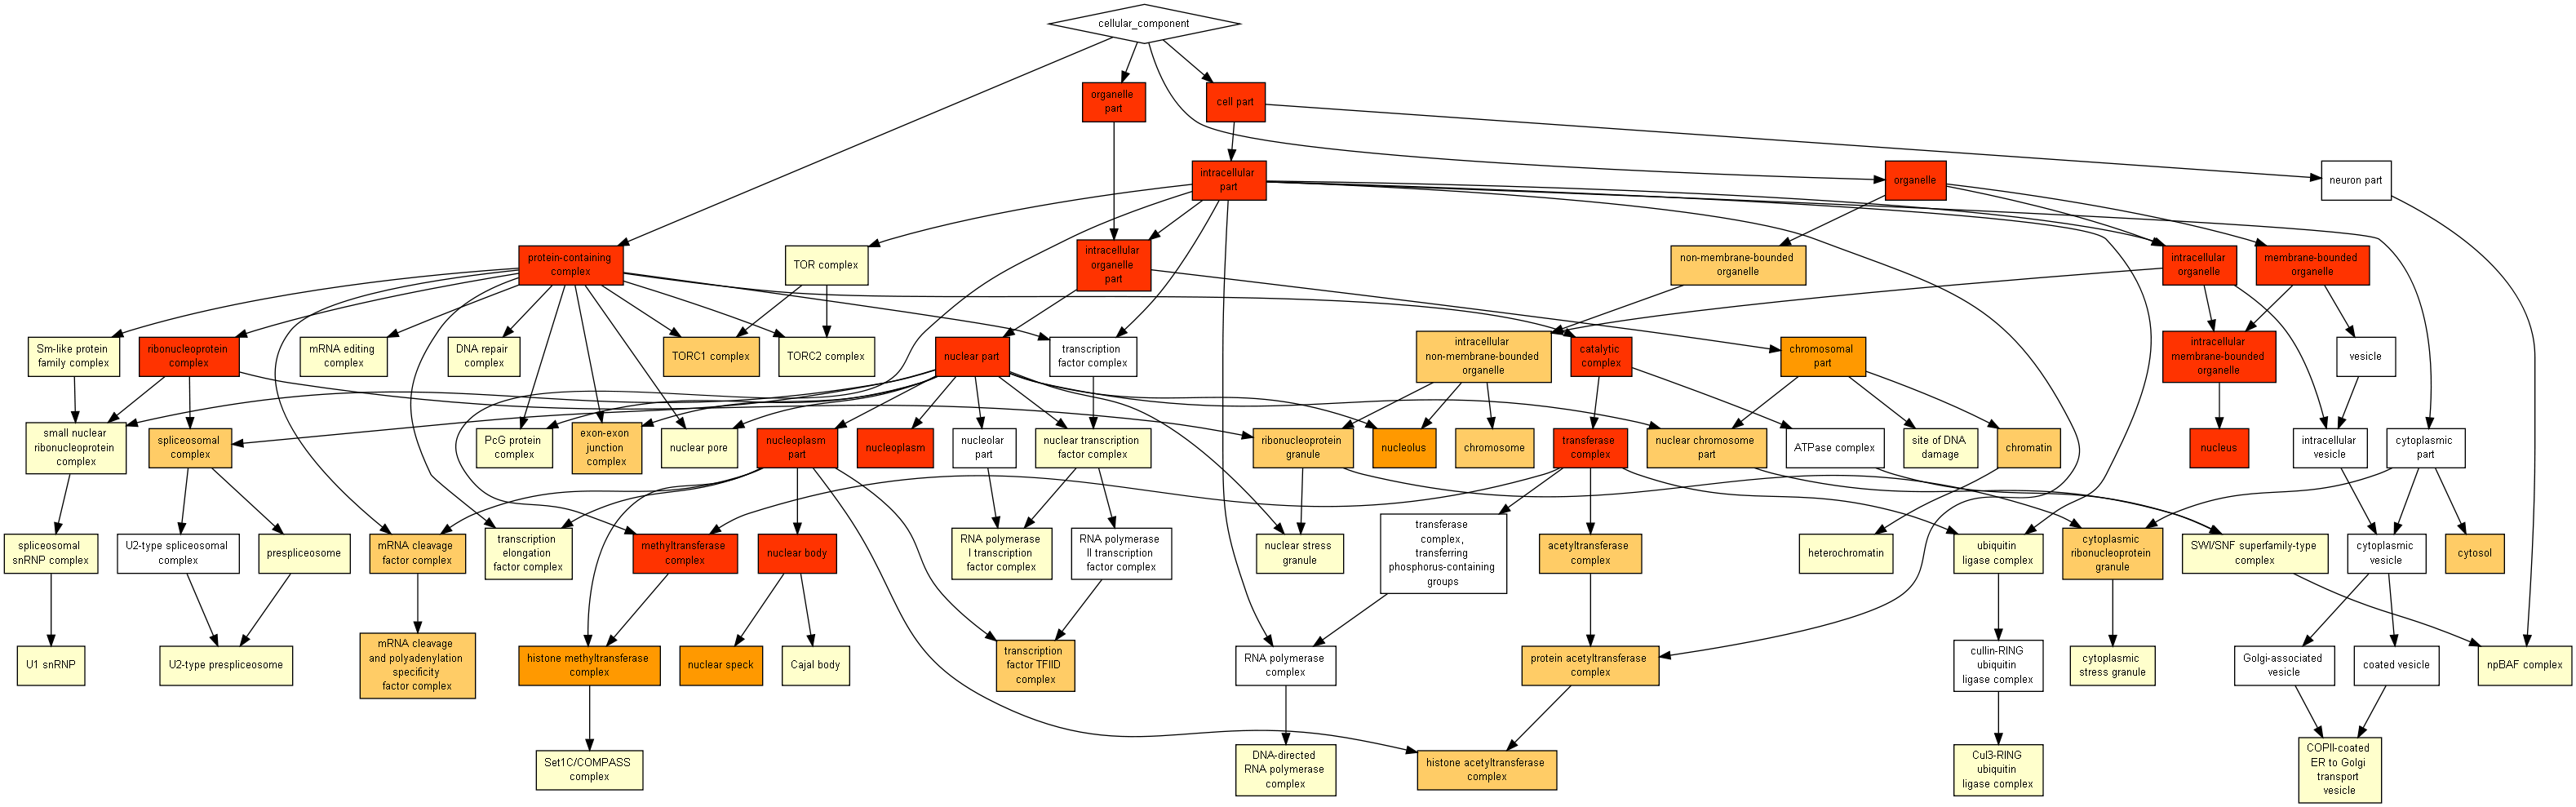 cellular_component
organelle
part
cell part
intracellular
part
organelle
neuron part
protein-containing
complex
TOR complex
intracellular
organelle
part
non-membrane-bounded
organelle
intracellular
organelle
membrane-bounded
organelle
Sm-like protein
family complex
ribonucleoprotein
complex
mRNA editing
complex
DNA repair
complex
TORC1 complex
TORC2 complex
nuclear part
transcription
factor complex
intracellular
non-membrane-bounded
organelle
catalytic
complex
chromosomal
part
intracellular
membrane-bounded
organelle
vesicle
small nuclear
ribonucleoprotein
complex
spliceosomal
complex
PcG protein
complex
exon-exon
junction
complex
nuclear pore
nucleoplasm
part
nucleoplasm
nucleolar
part
nuclear transcription
factor complex
ribonucleoprotein
granule
nucleolus
chromosome
transferase
complex
nuclear chromosome
part
ATPase complex
site of DNA
damage
chromatin
nucleus
intracellular
vesicle
cytoplasmic
part
spliceosomal
snRNP complex
U2-type spliceosomal
complex
prespliceosome
mRNA cleavage
factor complex
transcription
elongation
factor complex
methyltransferase
complex
nuclear body
RNA polymerase
I transcription
factor complex
RNA polymerase
II transcription
factor complex
nuclear stress
granule
transferase
complex,
transferring
phosphorus-containing
groups
acetyltransferase
complex
heterochromatin
ubiquitin
ligase complex
cytoplasmic
ribonucleoprotein
granule
SWI/SNF superfamily-type
complex
cytoplasmic
vesicle
cytosol
U1 snRNP
U2-type prespliceosome
mRNA cleavage
and polyadenylation
specificity
factor complex
histone methyltransferase
complex
nuclear speck
Cajal body
transcription
factor TFIID
complex
RNA polymerase
complex
protein acetyltransferase
complex
cullin-RING
ubiquitin
ligase complex
cytoplasmic
stress granule
Golgi-associated
vesicle
coated vesicle
npBAF complex
Set1C/COMPASS
complex
DNA-directed
RNA polymerase
complex
histone acetyltransferase
complex
Cul3-RING
ubiquitin
ligase complex
COPII-coated
ER to Golgi
transport
vesicle